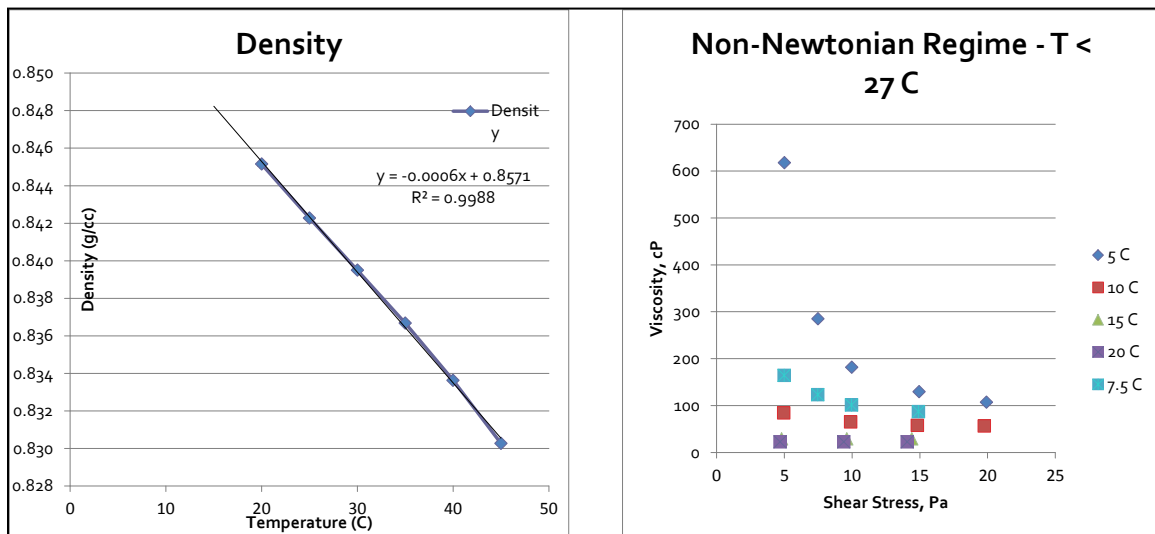 Density
0.850
0.848
0.846
0.844
0.842
0.840
0.838
0.836
0.834
0.832
0.830
0.828
Density (g/cc)
Densit
y
y = -0.0006x + 0.8571
R² = 0.9988
0
10
20
30
40
50
Temperature (C)
Non-Newtonian Regime - T <
27 C
700
600
500
400
300
200
100
0
Viscosity, cP
0
5
10
15
20
25
Shear Stress, Pa
5 C
10 C
15 C
20 C
7.5 C